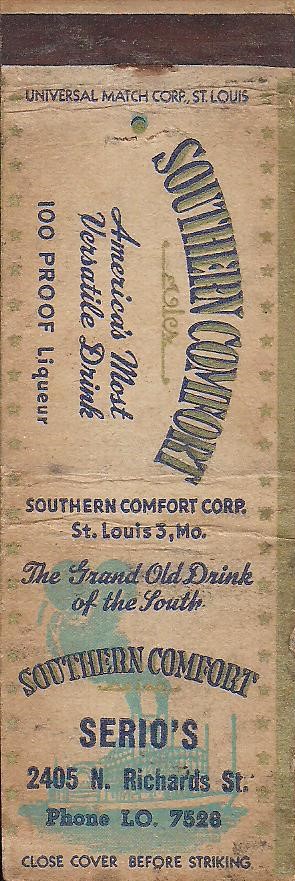 UNIVERSAL MATCH CORP., ST. LOUIS
SOUTHERN COMFORT
America's Most
Versatile Drink
100 PROOF Liqueur
SOUTHERN COMFORT CORP.
St. Louis 3, Mo.
The Grand Old Drink
of the South
SOUTHERN COMFORT
SERIO'S
2405 N. Richards St.
Phone LO. 7528
CLOSE COVER BEFORE STRIKING